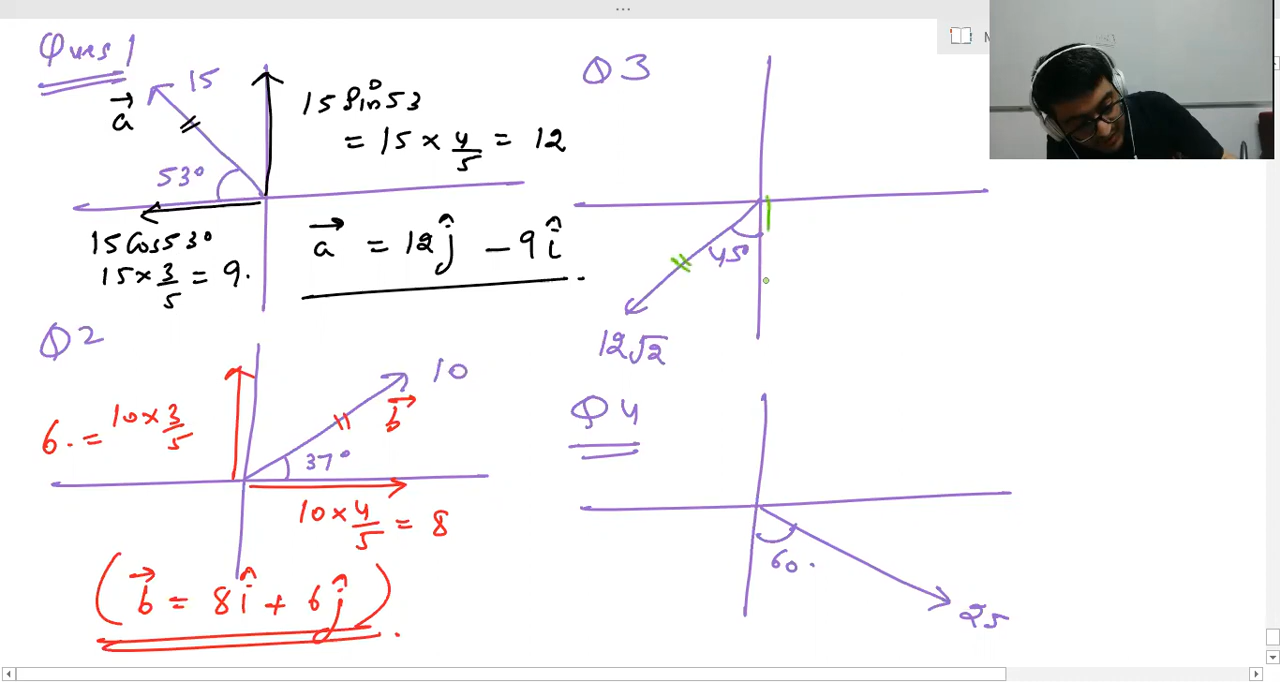 Ques 1
15
a⃗
53°
15 Sin 53°
= 15 × 4/5 = 12
15 Cos 53°
15 × 3/5 = 9.
a⃗ = 12ĵ − 9î
Q 2
10
b⃗
37°
6. = 10 × 3/5
10 × 4/5 = 8
(b⃗ = 8î + 6ĵ).
Q 3
45°
12√2
Q 4
60.
25